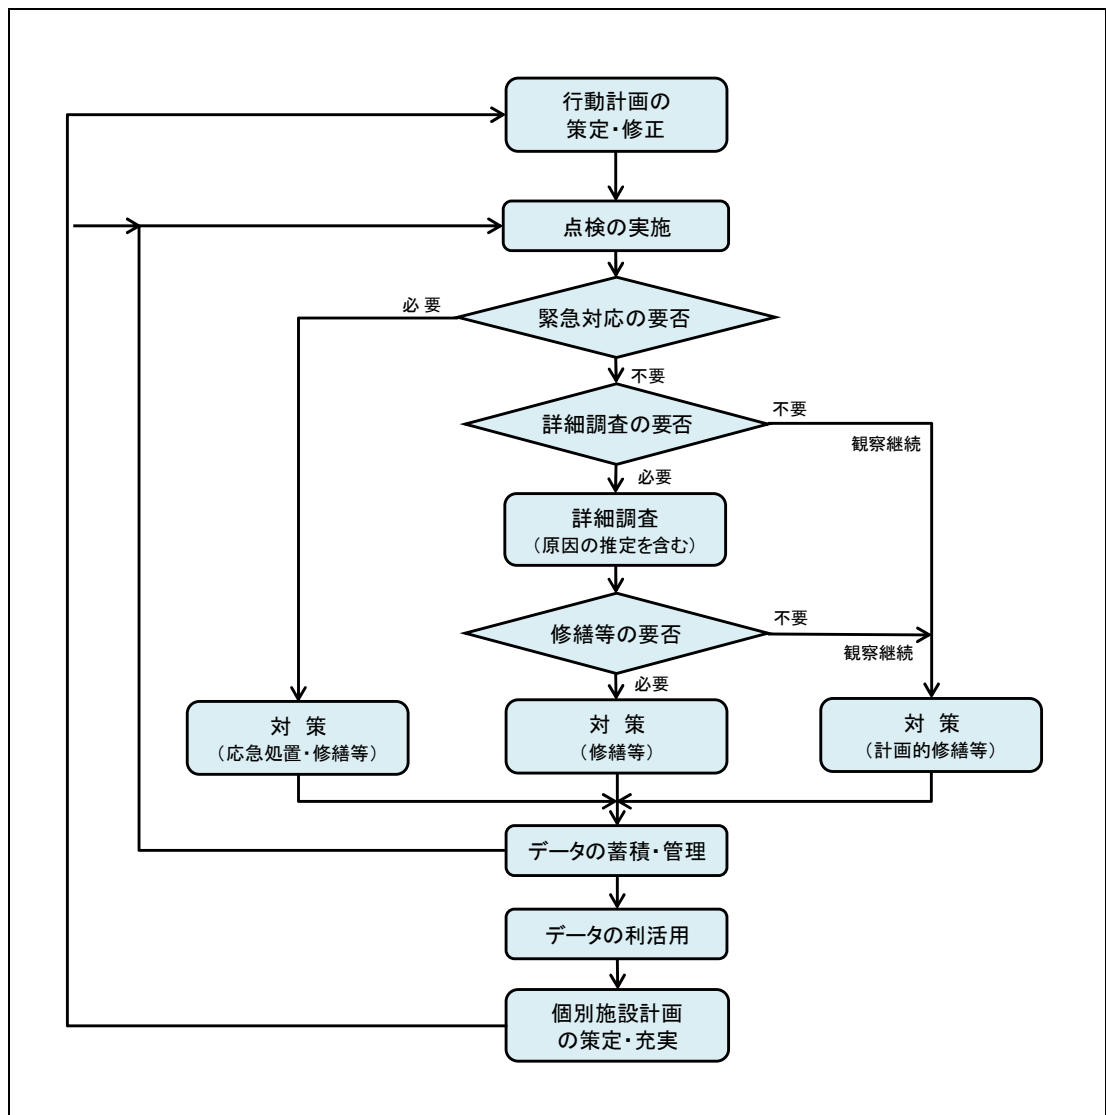 行動計画の
策定・修正
点検の実施
必 要
緊急対応の要否
不要
詳細調査の要否
不要
観察継続
必要
詳細調査
（原因の推定を含む）
修繕等の要否
不要
観察継続
必要
対 策
（応急処置・修繕等）
対 策
（修繕等）
対 策
（計画的修繕等）
データの蓄積・管理
データの利活用
個別施設計画
の策定・充実